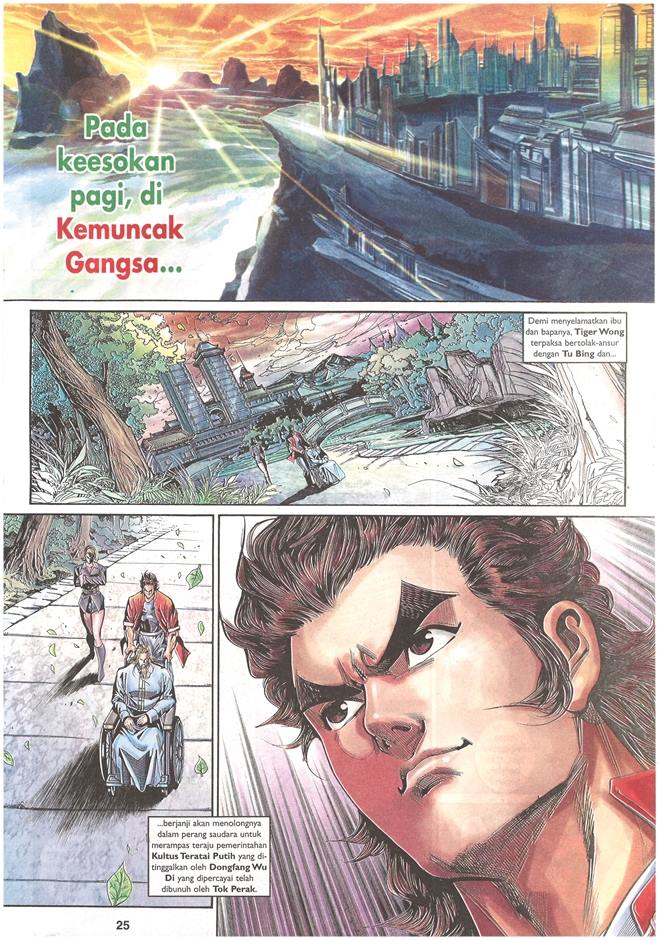 Pada
keesokan
pagi, di
Kemuncak
Gangsa...
Demi menyelamatkan ibu
dan bapanya, Tiger Wong
terpaksa bertolak-ansur
dengan Tu Bing dan...
...berjanji akan menolongnya
dalam perang saudara untuk
merampas teraju pemerintahan
Kultus Teratai Putih yang di-
tinggalkan oleh Dongfang Wu
Di yang dipercayai telah
dibunuh oleh Tok Perak.
25